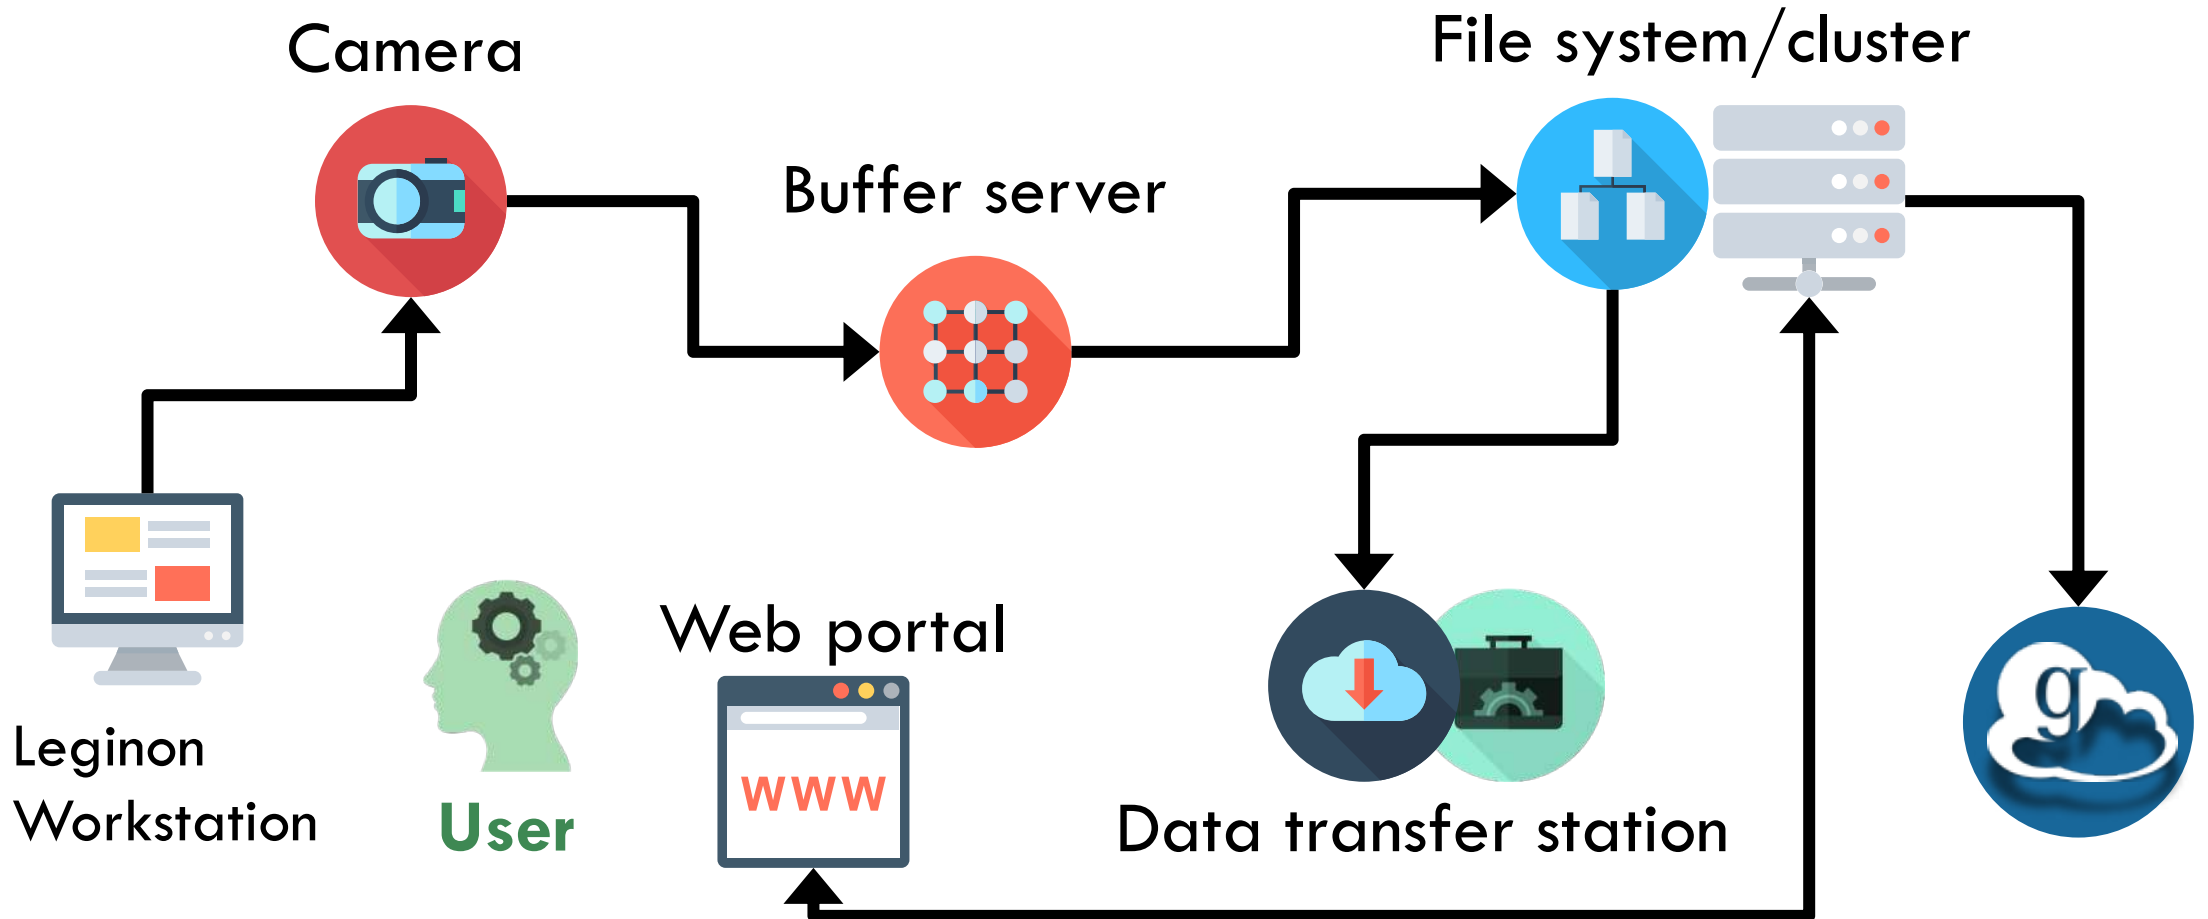 Camera
File system/cluster
Buffer server
Web portal
Leginon
Workstation
User
www
Data transfer station
g